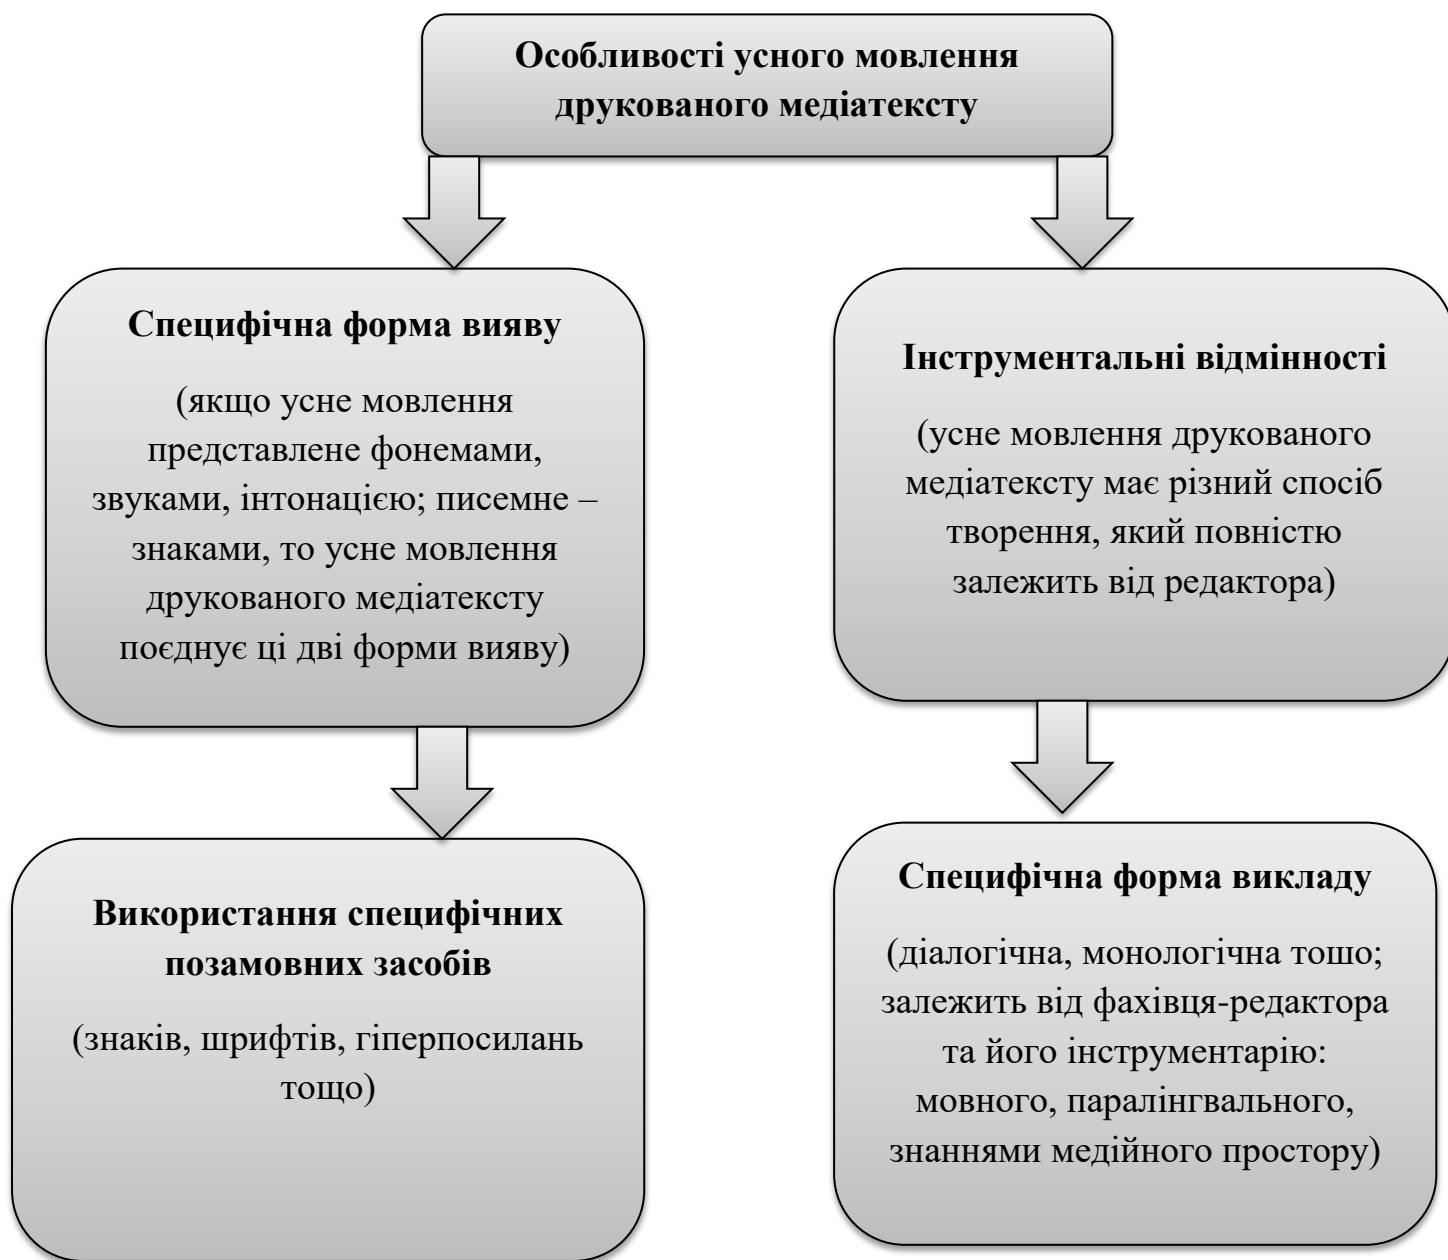 Особливості усного мовлення
друкованого медіатексту
Специфічна форма вияву
(якщо усне мовлення
представлене фонемами,
звуками, інтонацією; писемне –
знаками, то усне мовлення
друкованого медіатексту
поєднує ці дві форми вияву)
Інструментальні відмінності
(усне мовлення друкованого
медіатексту має різний спосіб
творення, який повністю
залежить від редактора)
Використання специфічних
позамовних засобів
(знаків, шрифтів, гіперпосилань
тощо)
Специфічна форма викладу
(діалогічна, монологічна тошо;
залежить від фахівця-редактора
та його інструментарію:
мовного, паралінгвального,
знаннями медійного простору)